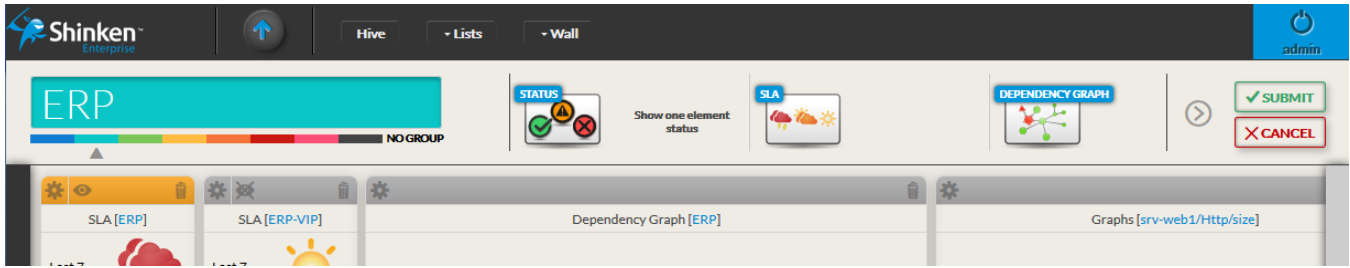 Shinken™
Enterprise
Hive
Lists
Wall
admin
ERP
NO GROUP
STATUS
Show one element
status
SLA
DEPENDENCY GRAPH
SUBMIT
CANCEL
SLA [ERP]
SLA [ERP-VIP]
Dependency Graph [ERP]
Graphs [srv-web1/Http/size]
Last 7
Last 7